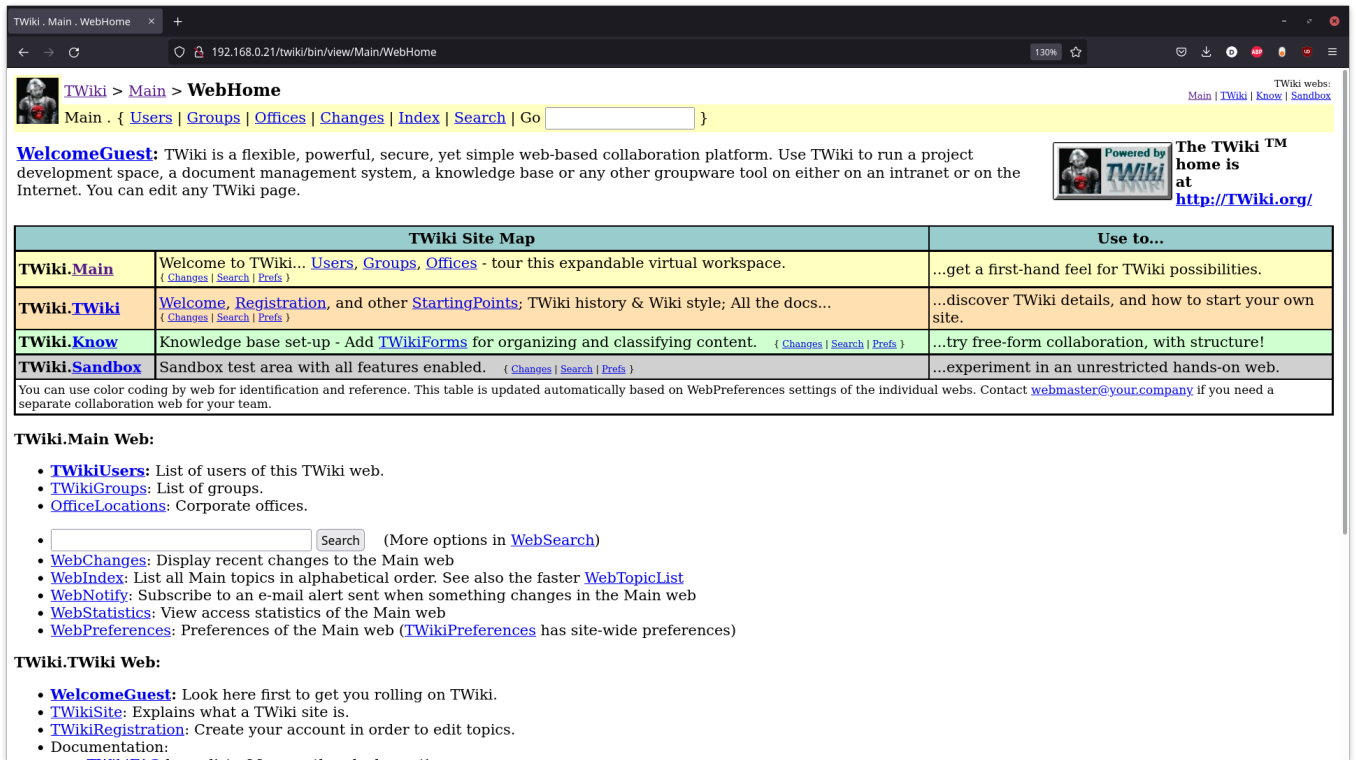 TWiki . Main . WebHome
192.168.0.21/twiki/bin/view/Main/WebHome
130%
TWiki > Main > WebHome
TWiki webs:
Main | TWiki | Know | Sandbox
Main . { Users | Groups | Offices | Changes | Index | Search | Go }
WelcomeGuest: TWiki is a flexible, powerful, secure, yet simple web-based collaboration platform. Use TWiki to run a project
development space, a document management system, a knowledge base or any other groupware tool on either on an intranet or on the
Internet. You can edit any TWiki page.
Powered by
TWiki
The TWiki TM
home is
at
http://TWiki.org/
TWiki Site Map
Use to...
TWiki.Main
Welcome to TWiki... Users, Groups, Offices - tour this expandable virtual workspace.
{ Changes | Search | Prefs }
...get a first-hand feel for TWiki possibilities.
TWiki.TWiki
Welcome, Registration, and other StartingPoints; TWiki history & Wiki style; All the docs...
{ Changes | Search | Prefs }
...discover TWiki details, and how to start your own
site.
TWiki.Know
Knowledge base set-up - Add TWikiForms for organizing and classifying content. { Changes | Search | Prefs }
...try free-form collaboration, with structure!
TWiki.Sandbox
Sandbox test area with all features enabled. { Changes | Search | Prefs }
...experiment in an unrestricted hands-on web.
You can use color coding by web for identification and reference. This table is updated automatically based on WebPreferences settings of the individual webs. Contact webmaster@your.company if you need a
separate collaboration web for your team.
TWiki.Main Web:
TWikiUsers: List of users of this TWiki web.
TWikiGroups: List of groups.
OfficeLocations: Corporate offices.
Search (More options in WebSearch)
WebChanges: Display recent changes to the Main web
WebIndex: List all Main topics in alphabetical order. See also the faster WebTopicList
WebNotify: Subscribe to an e-mail alert sent when something changes in the Main web
WebStatistics: View access statistics of the Main web
WebPreferences: Preferences of the Main web (TWikiPreferences has site-wide preferences)
TWiki.TWiki Web:
WelcomeGuest: Look here first to get you rolling on TWiki.
TWikiSite: Explains what a TWiki site is.
TWikiRegistration: Create your account in order to edit topics.
Documentation: